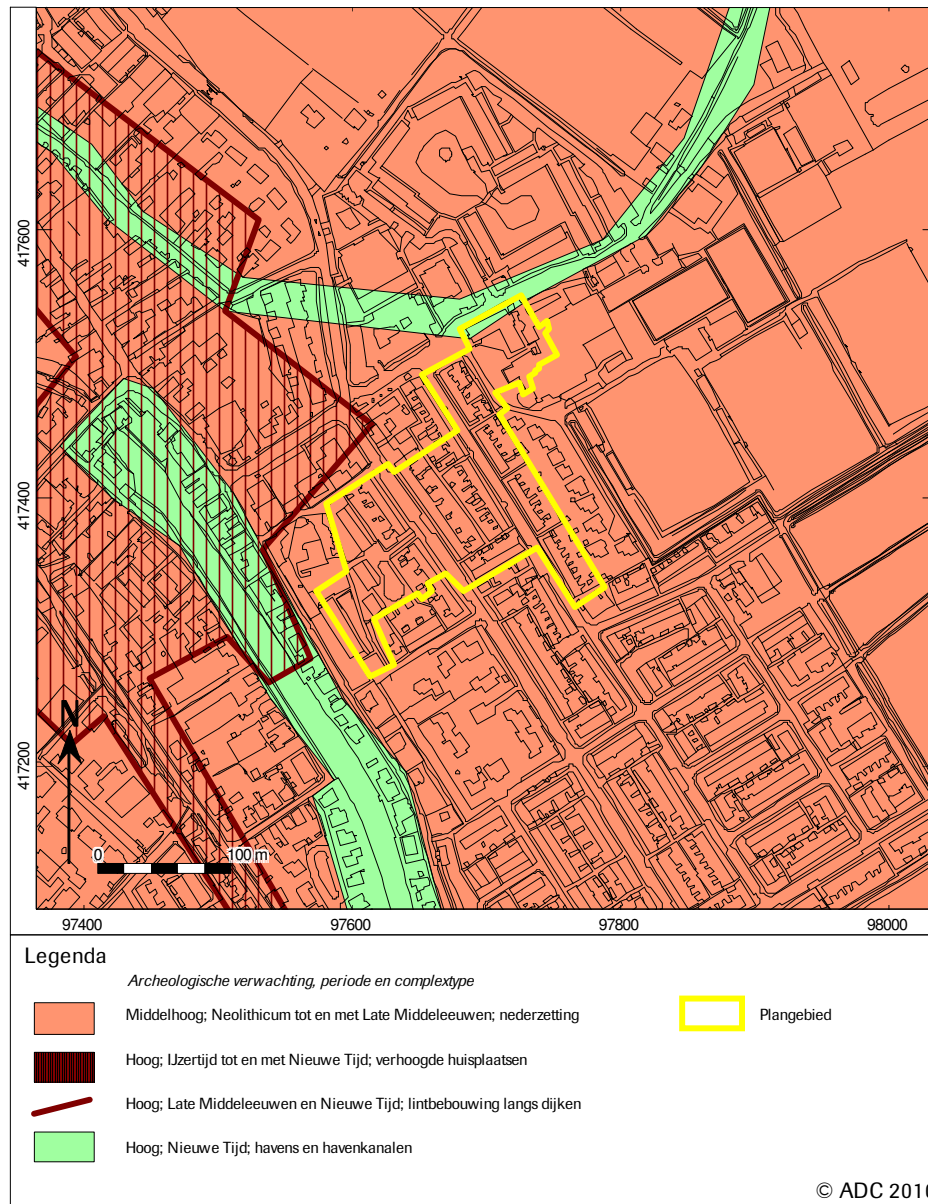 417600
417400
417200
N
0 100 m
97400 97600 97800 98000
Legenda
Archeologische verwachting, periode en complextype
Middelhoog; Neolithicum tot en met Late Middeleeuwen; nederzetting
Plangebied
Hoog; IJzertijd tot en met Nieuwe Tijd; verhoogde huisplaatsen
Hoog; Late Middeleeuwen en Nieuwe Tijd; lintbebouwing langs dijken
Hoog; Nieuwe Tijd; havens en havenkanalen
© ADC 2010